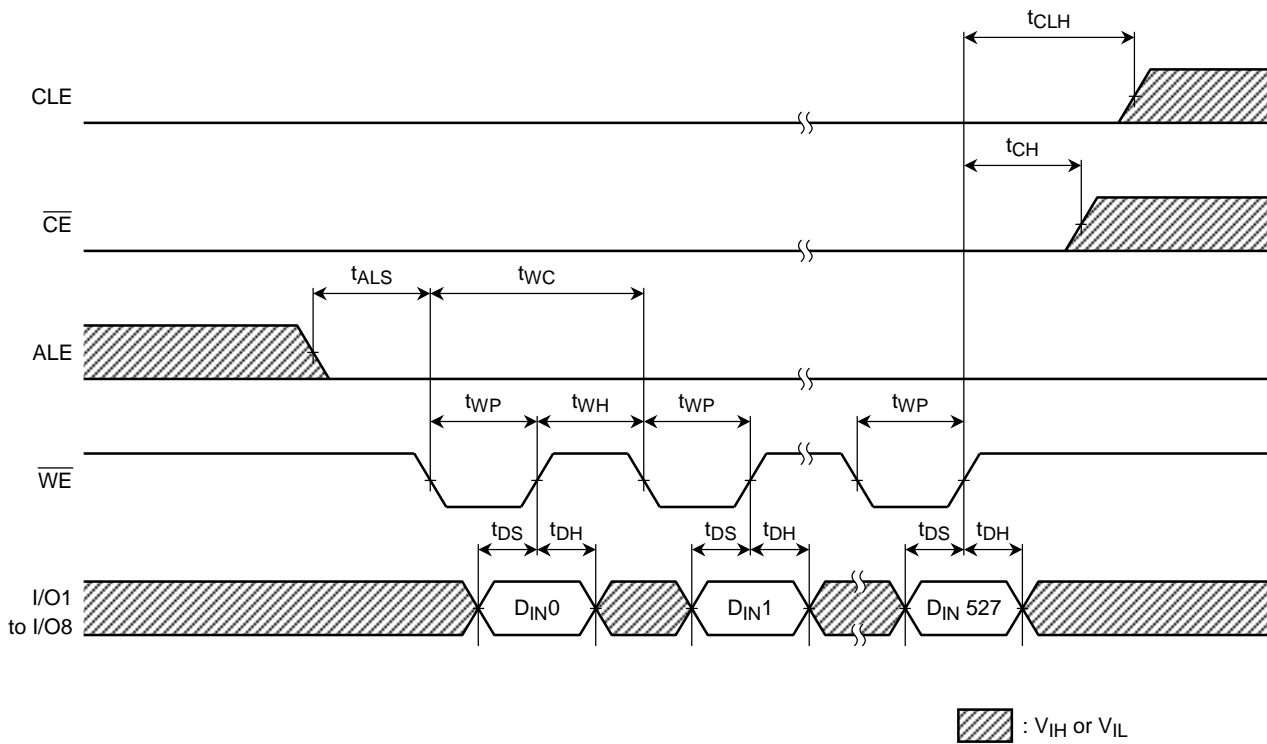 tCLH
CLE
tCH
CE
tALS tWC
ALE
tWP tWH tWP tWP
WE
tDS tDH tDS tDH tDS tDH
I/O1
to I/O8
DIN0 DIN1 DIN 527
: VIH or VIL